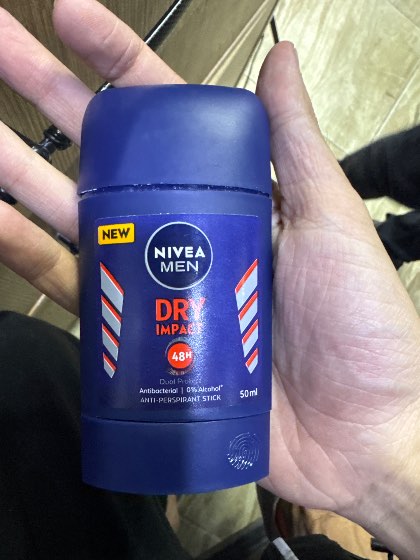 NEW
NIVEA
MEN
DRY
IMPACT
48H
Dual Protect
Antibacterial | 0% Alcohol*
ANTI-PERSPIRANT STICK
50ml